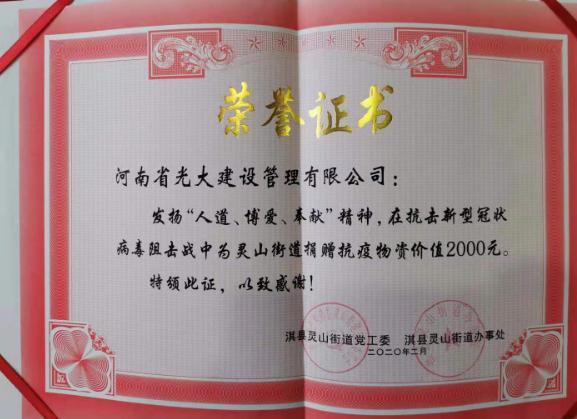 荣誉证书
河南省光大建设管理有限公司：
发扬“人道、博爱、奉献”精神，在抗击新型冠状
病毒阻击战中为灵山街道捐赠抗疫物资价值2000元。
特颁此证，以致感谢！
淇县灵山街道党工委 淇县灵山街道办事处
二〇二〇年二月